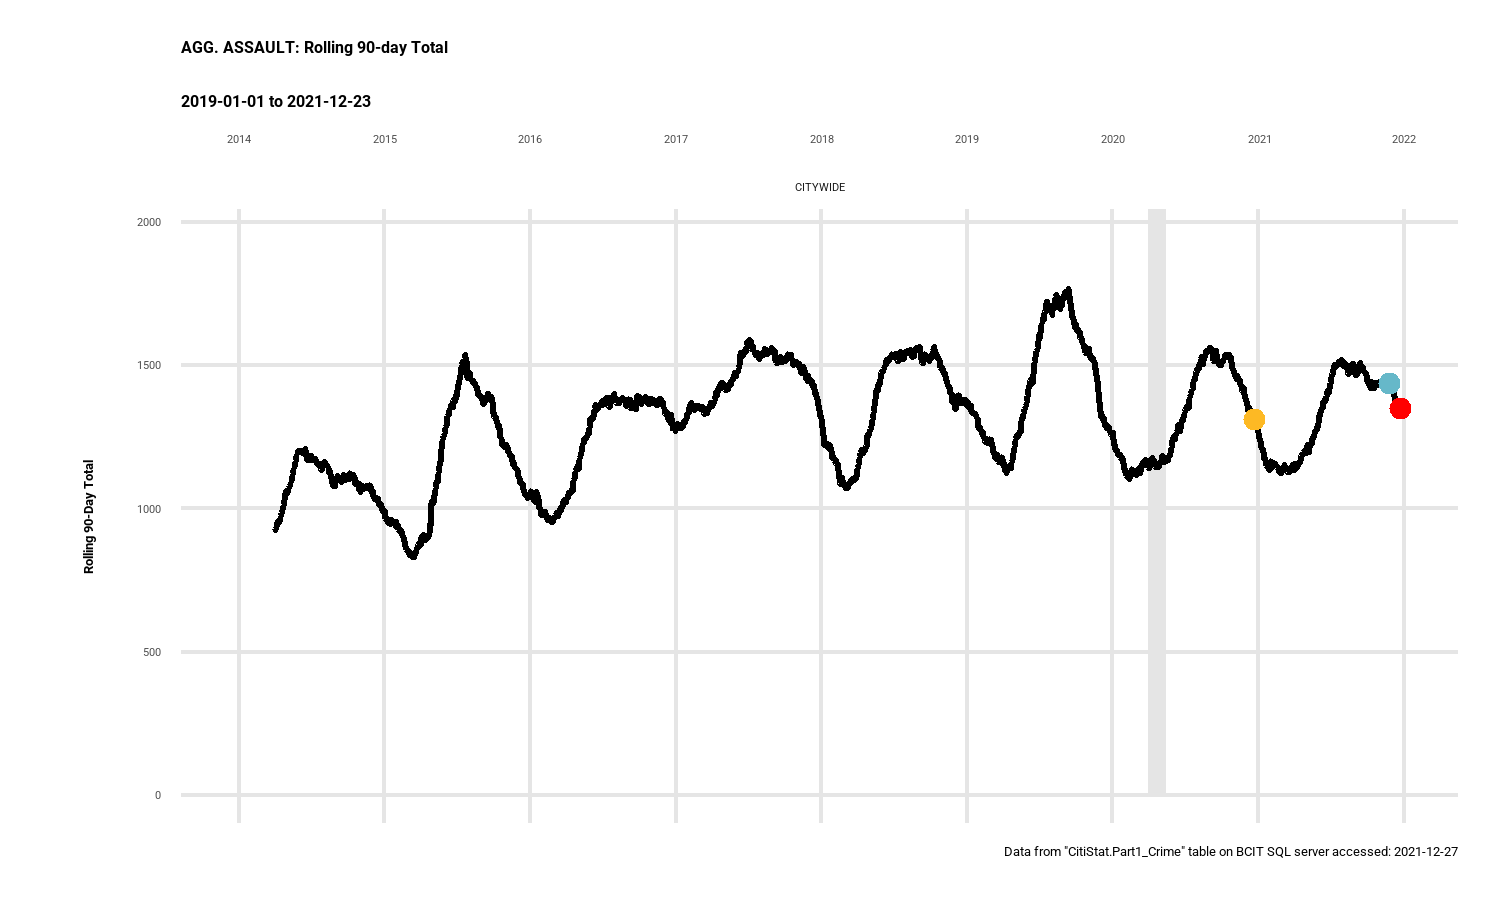 AGG. ASSAULT: Rolling 90-day Total
2019-01-01 to 2021-12-23
2014 2015 2016 2017 2018 2019 2020 2021 2022
CITYWIDE
2000
1500
1000
500
0
Rolling 90-Day Total
Data from "CitiStat.Part1_Crime" table on BCIT SQL server accessed: 2021-12-27